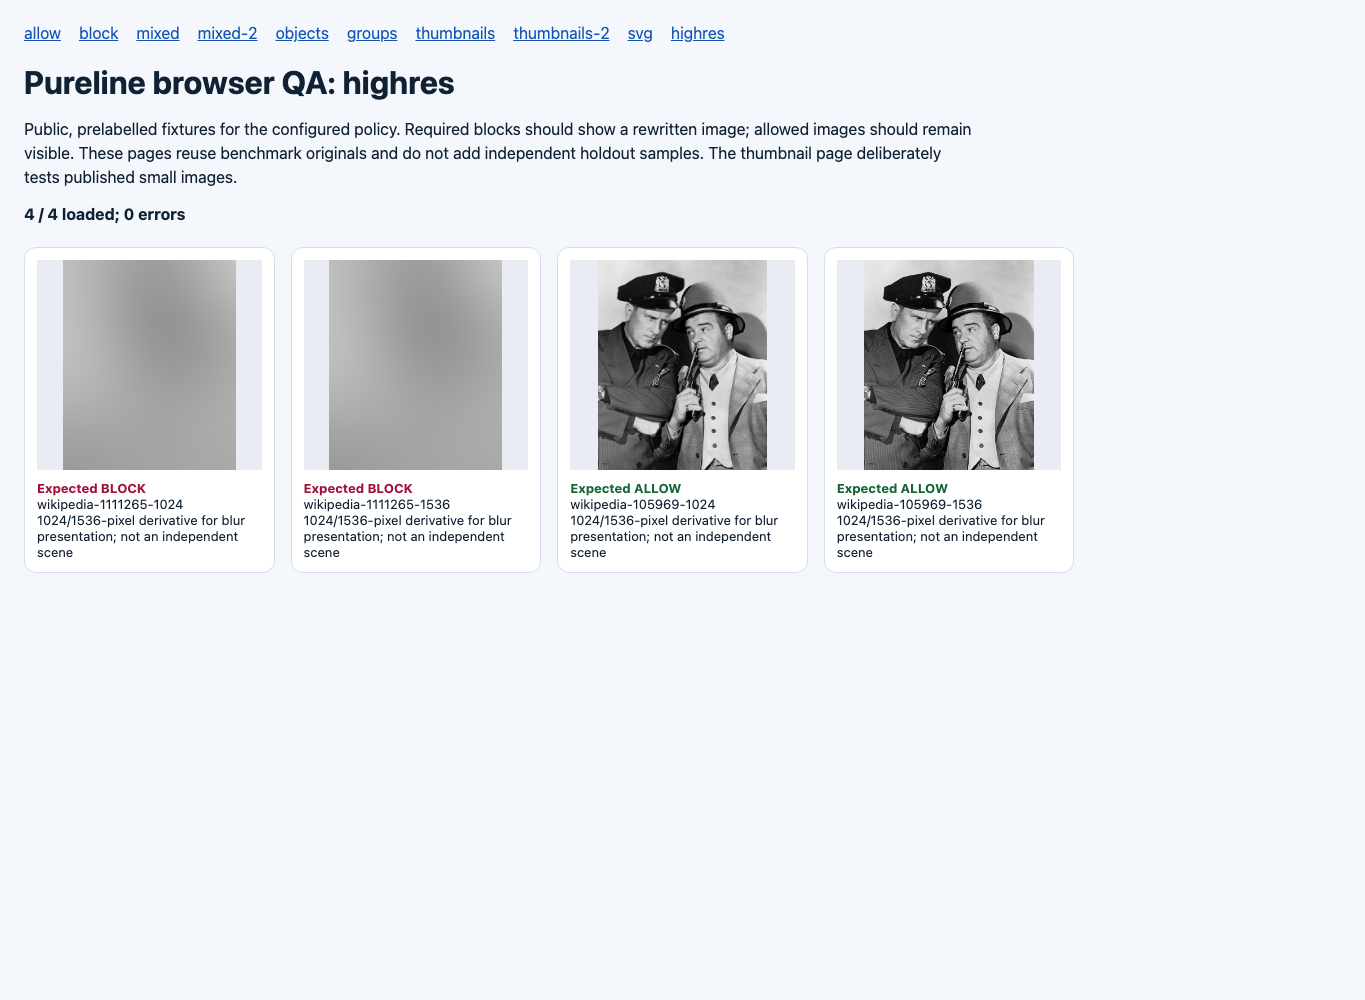 allow block mixed mixed-2 objects groups thumbnails thumbnails-2 svg highres
Pureline browser QA: highres
Public, prelabelled fixtures for the configured policy. Required blocks should show a rewritten image; allowed images should remain
visible. These pages reuse benchmark originals and do not add independent holdout samples. The thumbnail page deliberately
tests published small images.
4 / 4 loaded; 0 errors
Expected BLOCK
wikipedia-1111265-1024
1024/1536-pixel derivative for blur
presentation; not an independent
scene
Expected BLOCK
wikipedia-1111265-1536
1024/1536-pixel derivative for blur
presentation; not an independent
scene
Expected ALLOW
wikipedia-105969-1024
1024/1536-pixel derivative for blur
presentation; not an independent
scene
Expected ALLOW
wikipedia-105969-1536
1024/1536-pixel derivative for blur
presentation; not an independent
scene